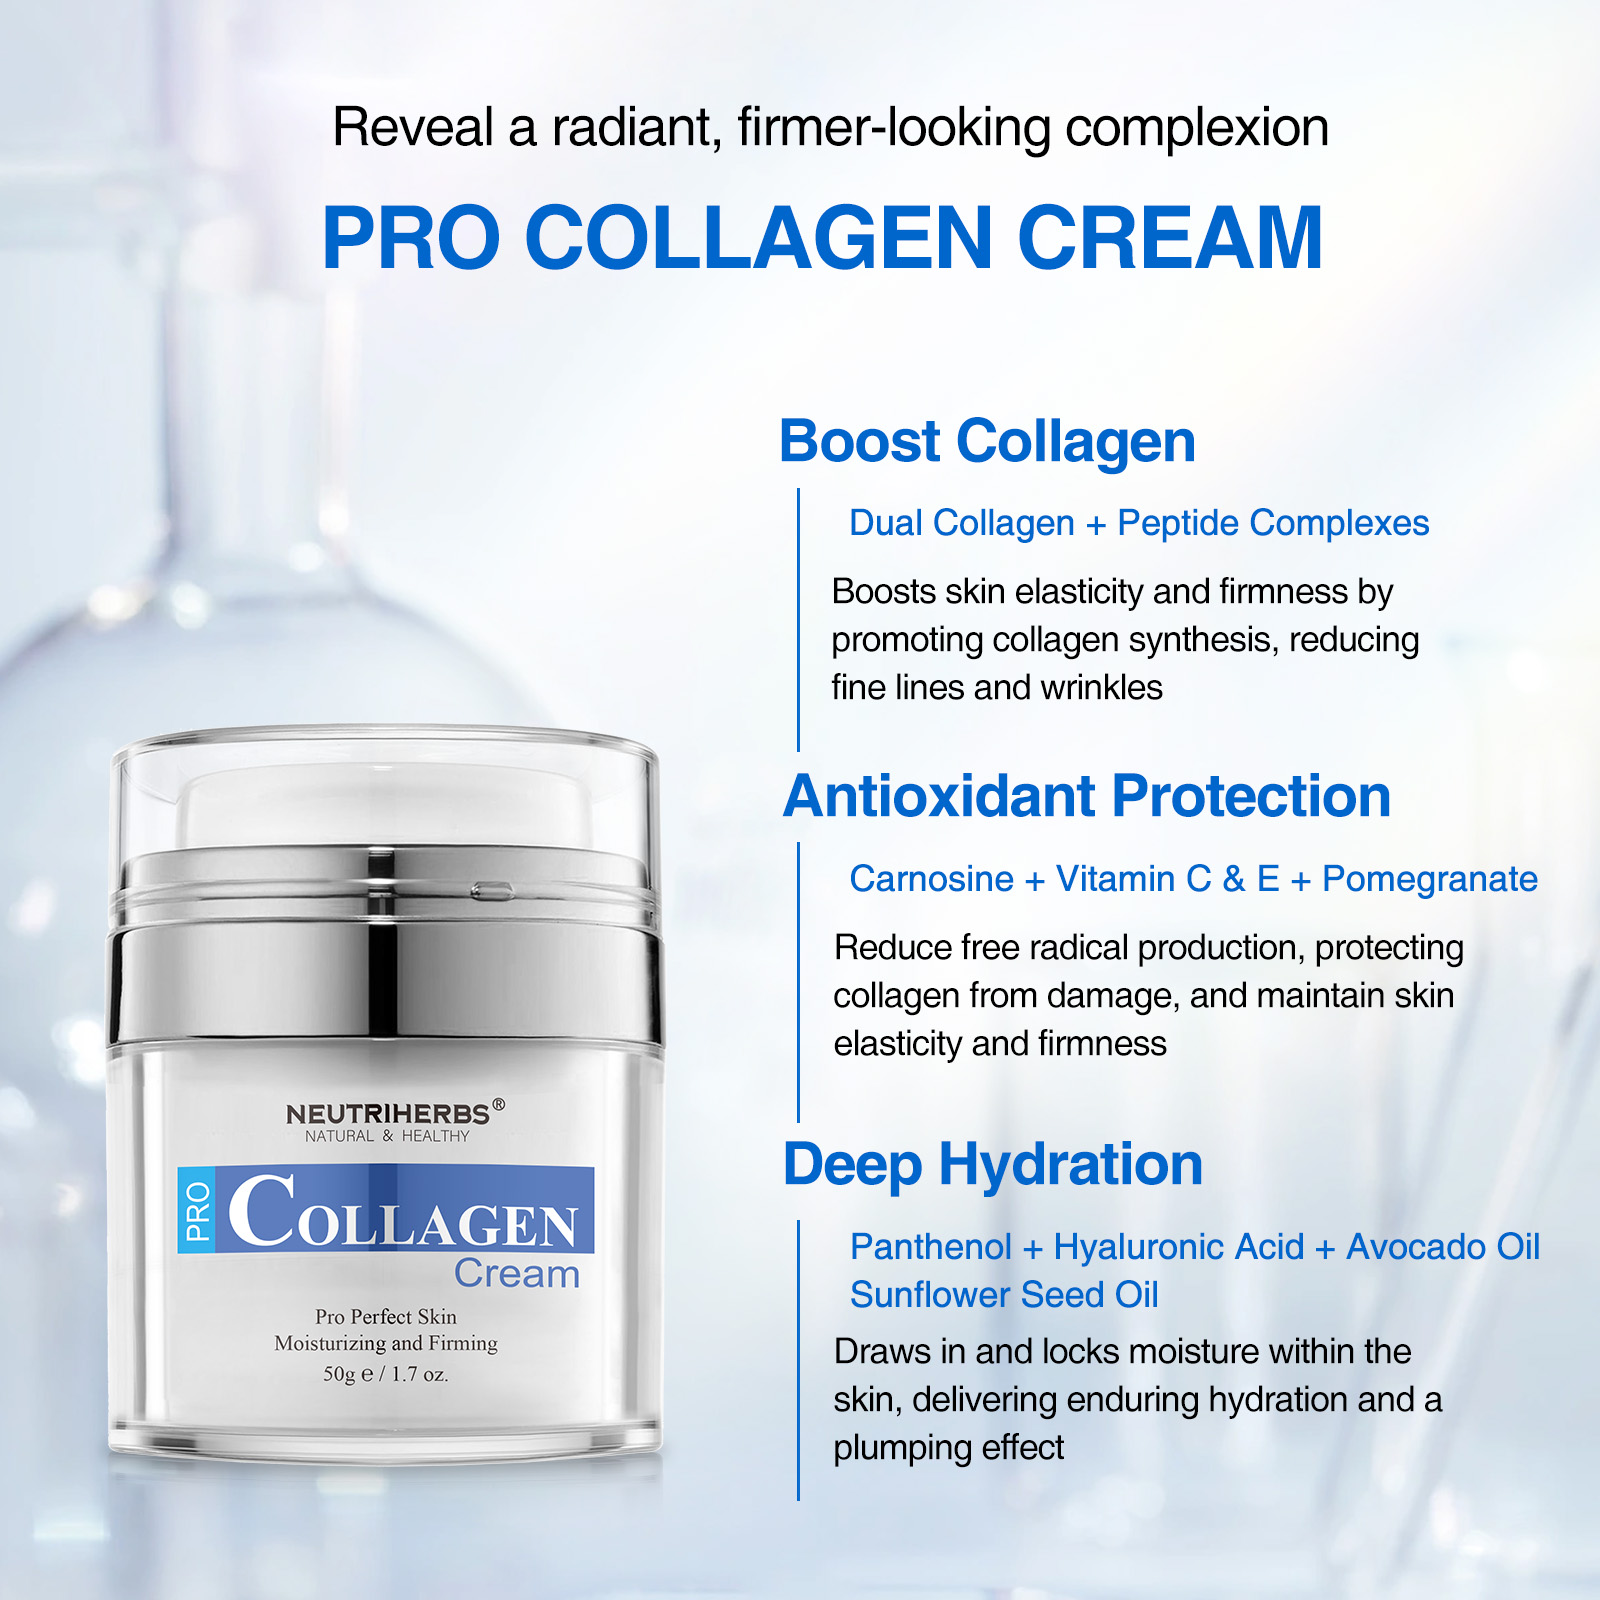 Reveal a radiant, firmer-looking complexion
PRO COLLAGEN CREAM
Boost Collagen
Dual Collagen + Peptide Complexes
Boosts skin elasticity and firmness by
promoting collagen synthesis, reducing
fine lines and wrinkles
Antioxidant Protection
Carnosine + Vitamin C & E + Pomegranate
Reduce free radical production, protecting
collagen from damage, and maintain skin
elasticity and firmness
Deep Hydration
Panthenol + Hyaluronic Acid + Avocado Oil
Sunflower Seed Oil
Draws in and locks moisture within the
skin, delivering enduring hydration and a
plumping effect
NEUTRIHERBS®
NATURAL & HEALTHY
PRO COLLAGEN
Cream
Pro Perfect Skin
Moisturizing and Firming
50g ℮ / 1.7 oz.